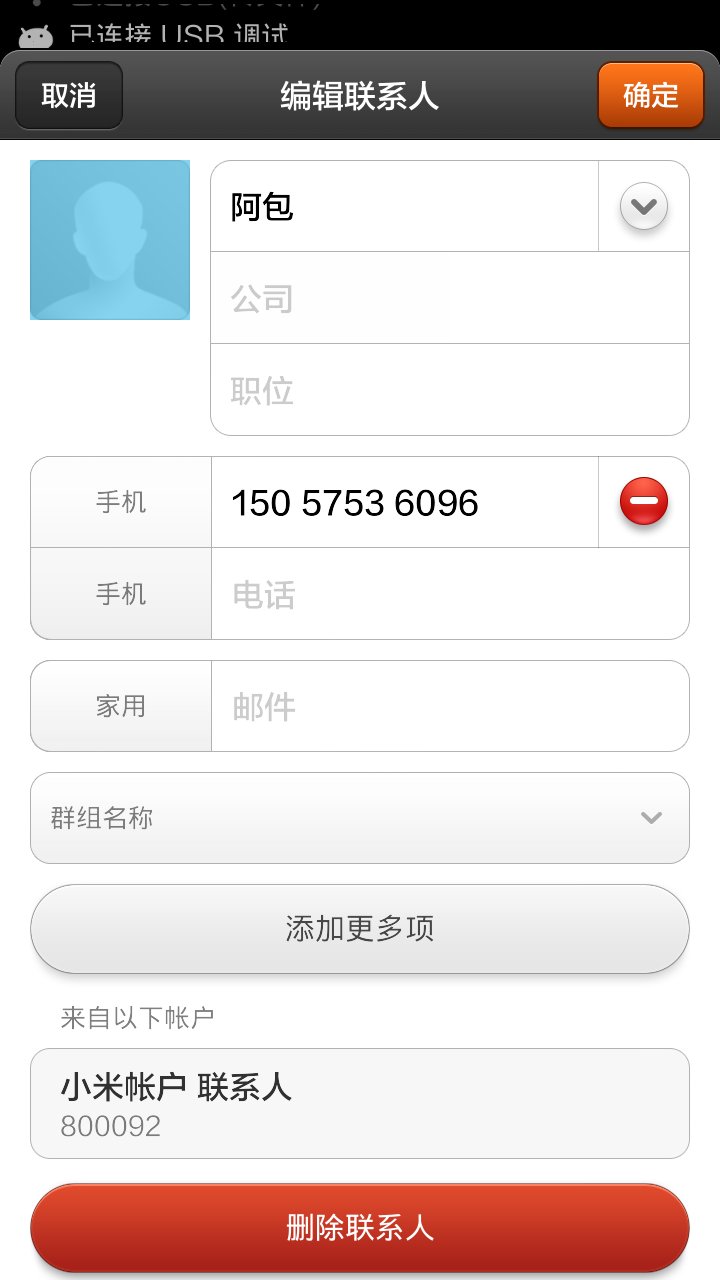 已连接 USB 调试
取消
编辑联系人
确定
阿包
公司
职位
手机
150 5753 6096
手机
电话
家用
邮件
群组名称
添加更多项
来自以下帐户
小米帐户 联系人
800092
删除联系人